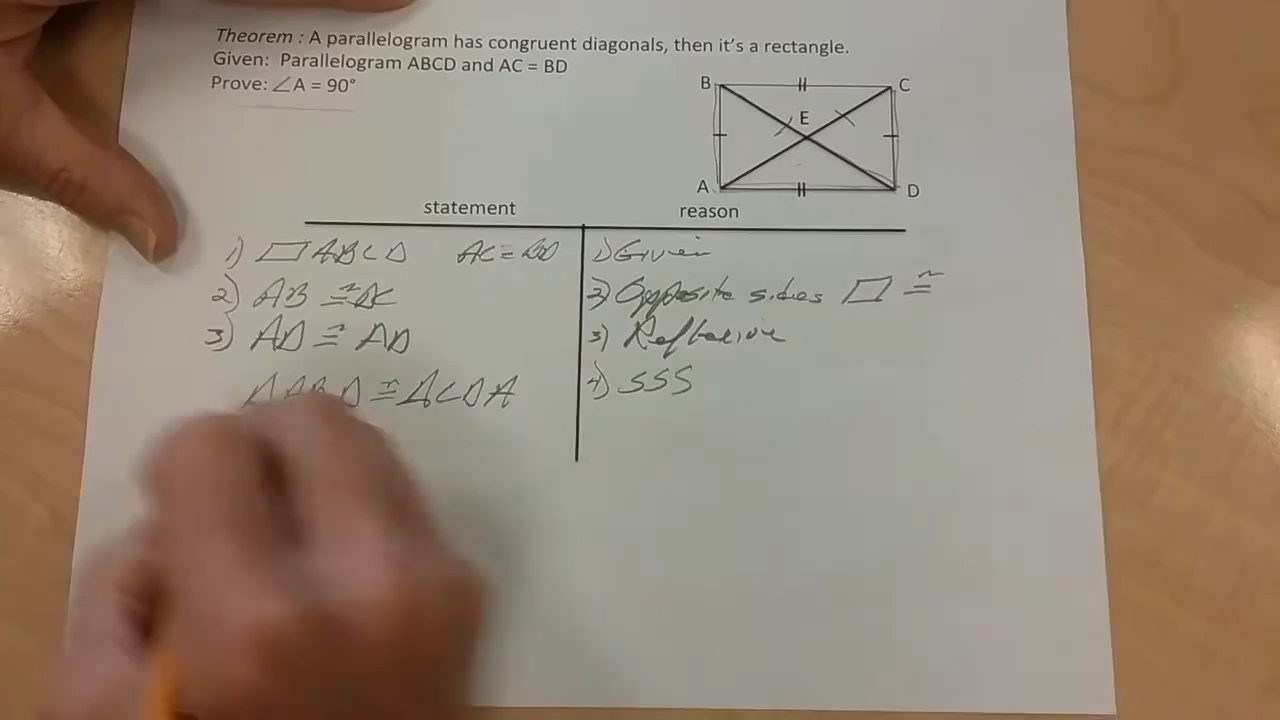 Theorem : A parallelogram has congruent diagonals, then it's a rectangle.
Given: Parallelogram ABCD and AC = BD
Prove: ∠A = 90°
B
C
E
A
D
statement
reason
1) ▱ABCD AC = BD
1) Given
2) AB ≅ DC
2) Opposite sides ▱ ≅
3) AD ≅ AD
3) Reflexive
ΔABD ≅ ΔCDA
4) SSS